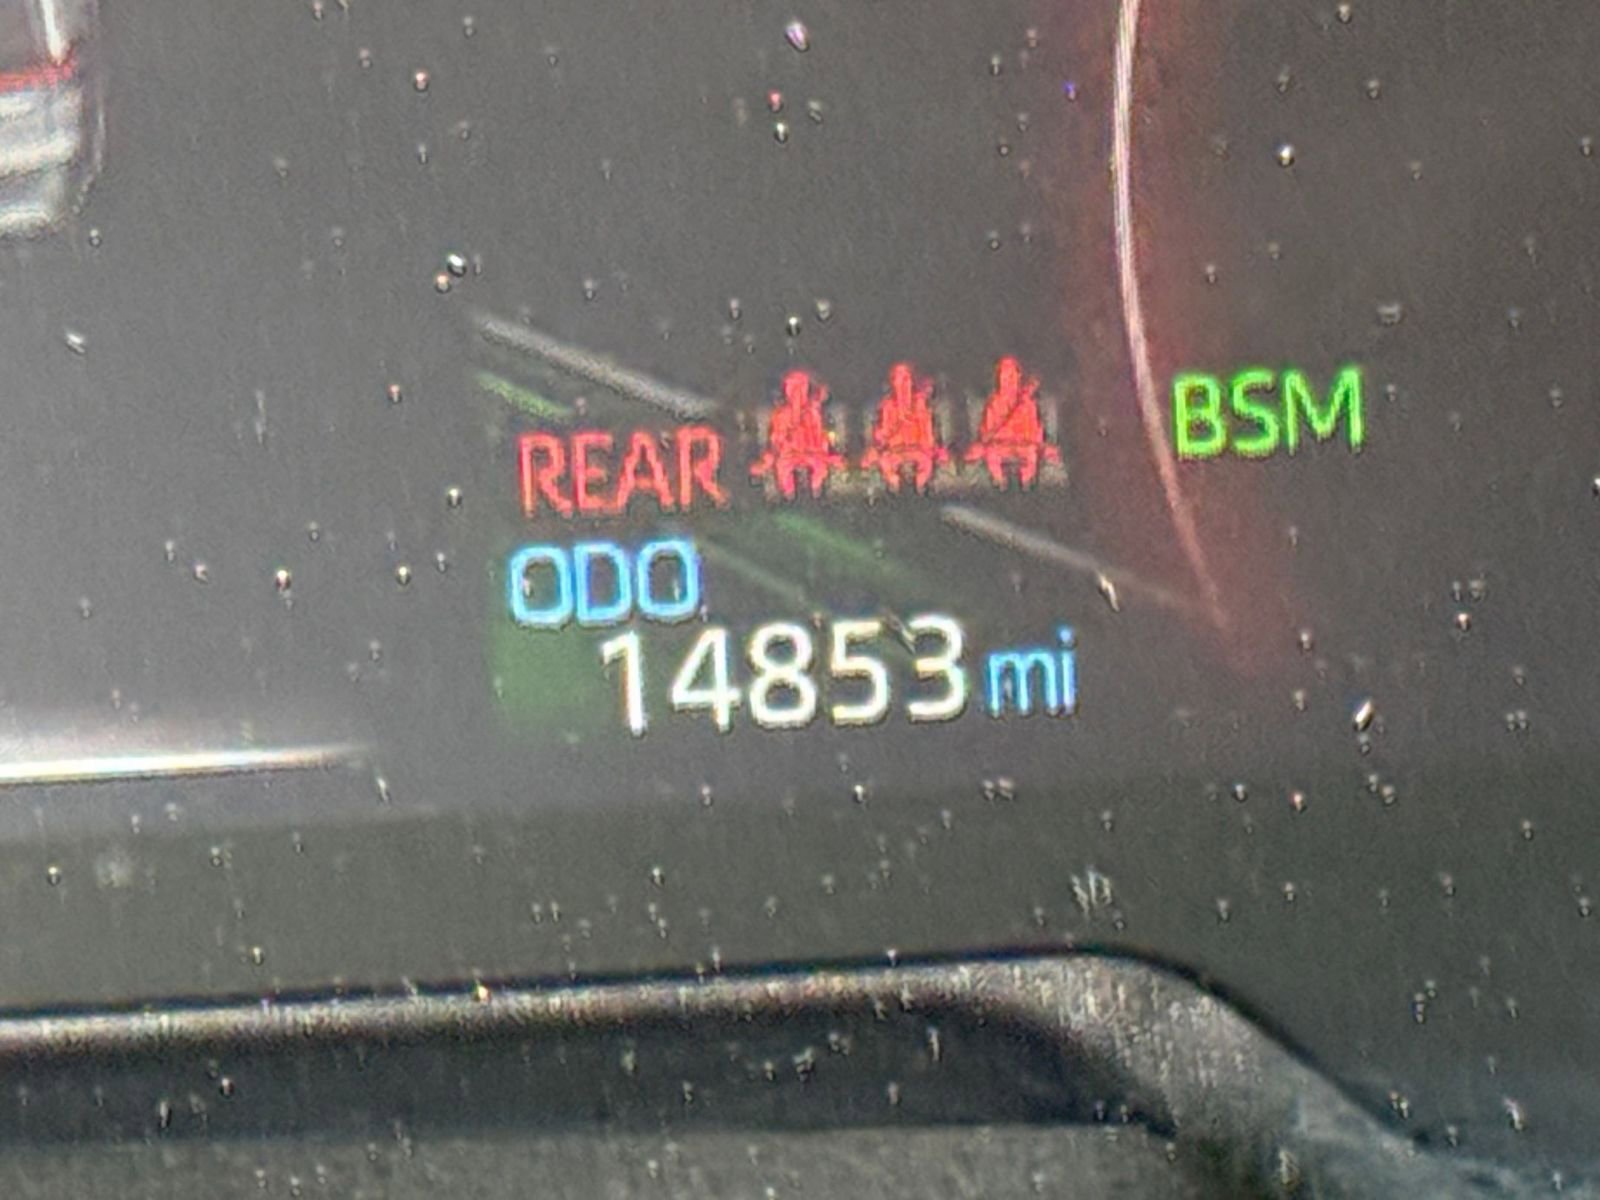 REAR BSM
ODO
14853 mi